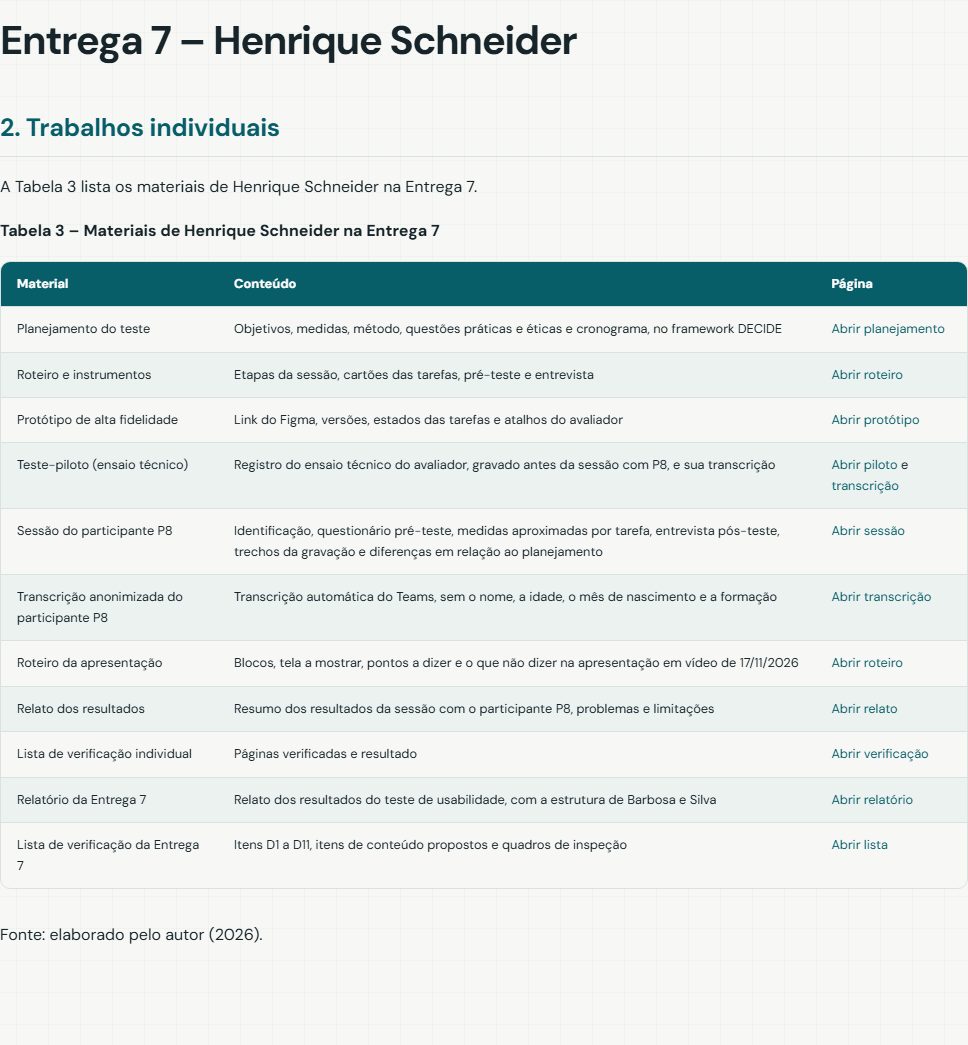 Entrega 7 – Henrique Schneider
2. Trabalhos individuais
A Tabela 3 lista os materiais de Henrique Schneider na Entrega 7.
Tabela 3 – Materiais de Henrique Schneider na Entrega 7
Material Conteúdo Página
Planejamento do teste Objetivos, medidas, método, questões práticas e éticas e cronograma, no framework DECIDE Abrir planejamento
Roteiro e instrumentos Etapas da sessão, cartões das tarefas, pré-teste e entrevista Abrir roteiro
Protótipo de alta fidelidade Link do Figma, versões, estados das tarefas e atalhos do avaliador Abrir protótipo
Teste-piloto (ensaio técnico) Registro do ensaio técnico do avaliador, gravado antes da sessão com P8, e sua transcrição Abrir piloto e
transcrição
Sessão do participante P8 Identificação, questionário pré-teste, medidas aproximadas por tarefa, entrevista pós-teste, Abrir sessão
trechos da gravação e diferenças em relação ao planejamento
Transcrição anonimizada do Transcrição automática do Teams, sem o nome, a idade, o mês de nascimento e a formação Abrir transcrição
participante P8
Roteiro da apresentação Blocos, tela a mostrar, pontos a dizer e o que não dizer na apresentação em vídeo de 17/11/2026 Abrir roteiro
Relato dos resultados Resumo dos resultados da sessão com o participante P8, problemas e limitações Abrir relato
Lista de verificação individual Páginas verificadas e resultado Abrir verificação
Relatório da Entrega 7 Relato dos resultados do teste de usabilidade, com a estrutura de Barbosa e Silva Abrir relatório
Lista de verificação da Entrega Itens D1 a D11, itens de conteúdo propostos e quadros de inspeção Abrir lista
7
Fonte: elaborado pelo autor (2026).